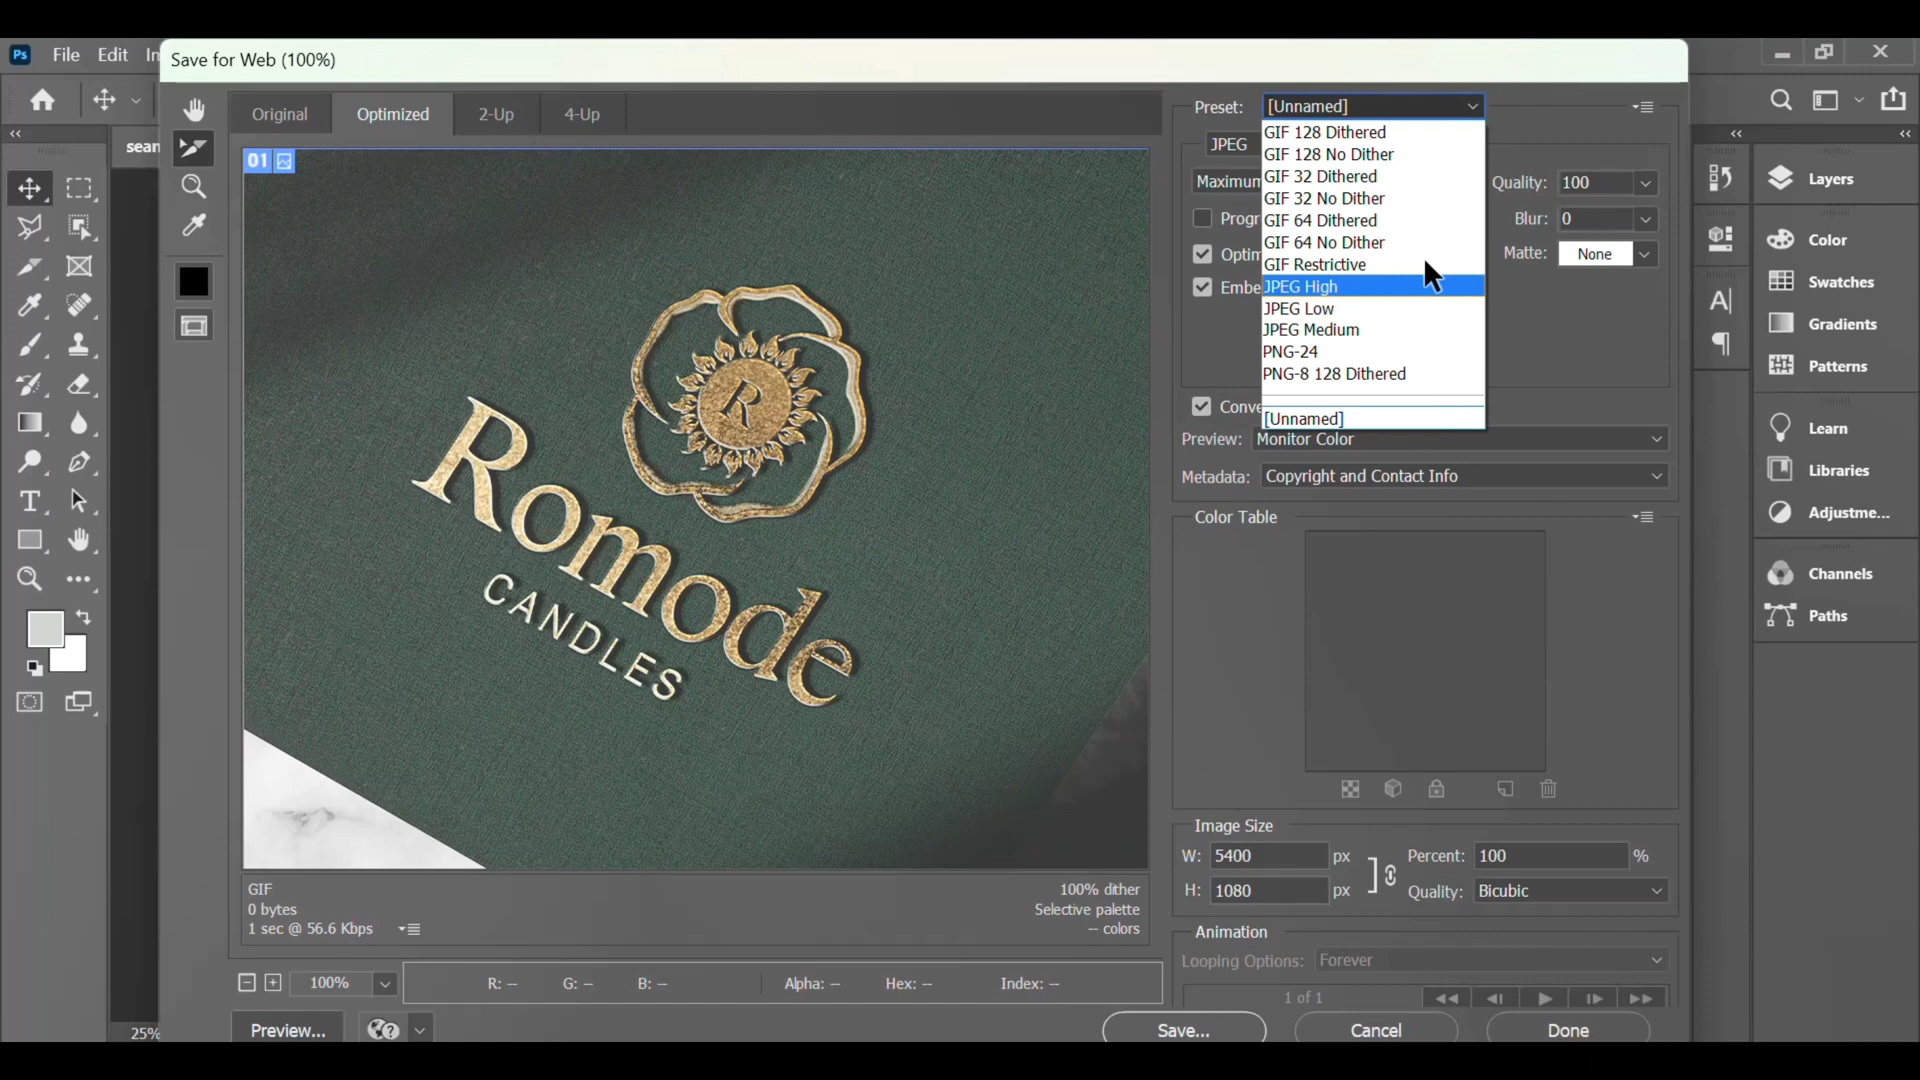 Ps File Edit
Save for Web (100%)
sean
Original Optimized 2-Up 4-Up
01
R
Romode
CANDLES
GIF
0 bytes
1 sec @ 56.6 Kbps
100% dither
Selective palette
-- colors
100%
R: --
G: --
B: --
Alpha: --
Hex: --
Index: --
Preview...
25%
Preset: [Unnamed]
GIF 128 Dithered
GIF 128 No Dither
GIF 32 Dithered
GIF 32 No Dither
GIF 64 Dithered
GIF 64 No Dither
GIF Restrictive
JPEG High
JPEG Low
JPEG Medium
PNG-24
PNG-8 128 Dithered
[Unnamed]
JPEG
Maximum
Quality: 100
Progr
Blur: 0
Optim
Matte: None
Embe
Conve
Preview: Monitor Color
Metadata: Copyright and Contact Info
Color Table
Image Size
W: 5400 px
Percent: 100 %
H: 1080 px
Quality: Bicubic
Animation
Looping Options: Forever
1 of 1
Save... Cancel Done
Layers
Color
Swatches
Gradients
Patterns
Learn
Libraries
Adjustme...
Channels
Paths